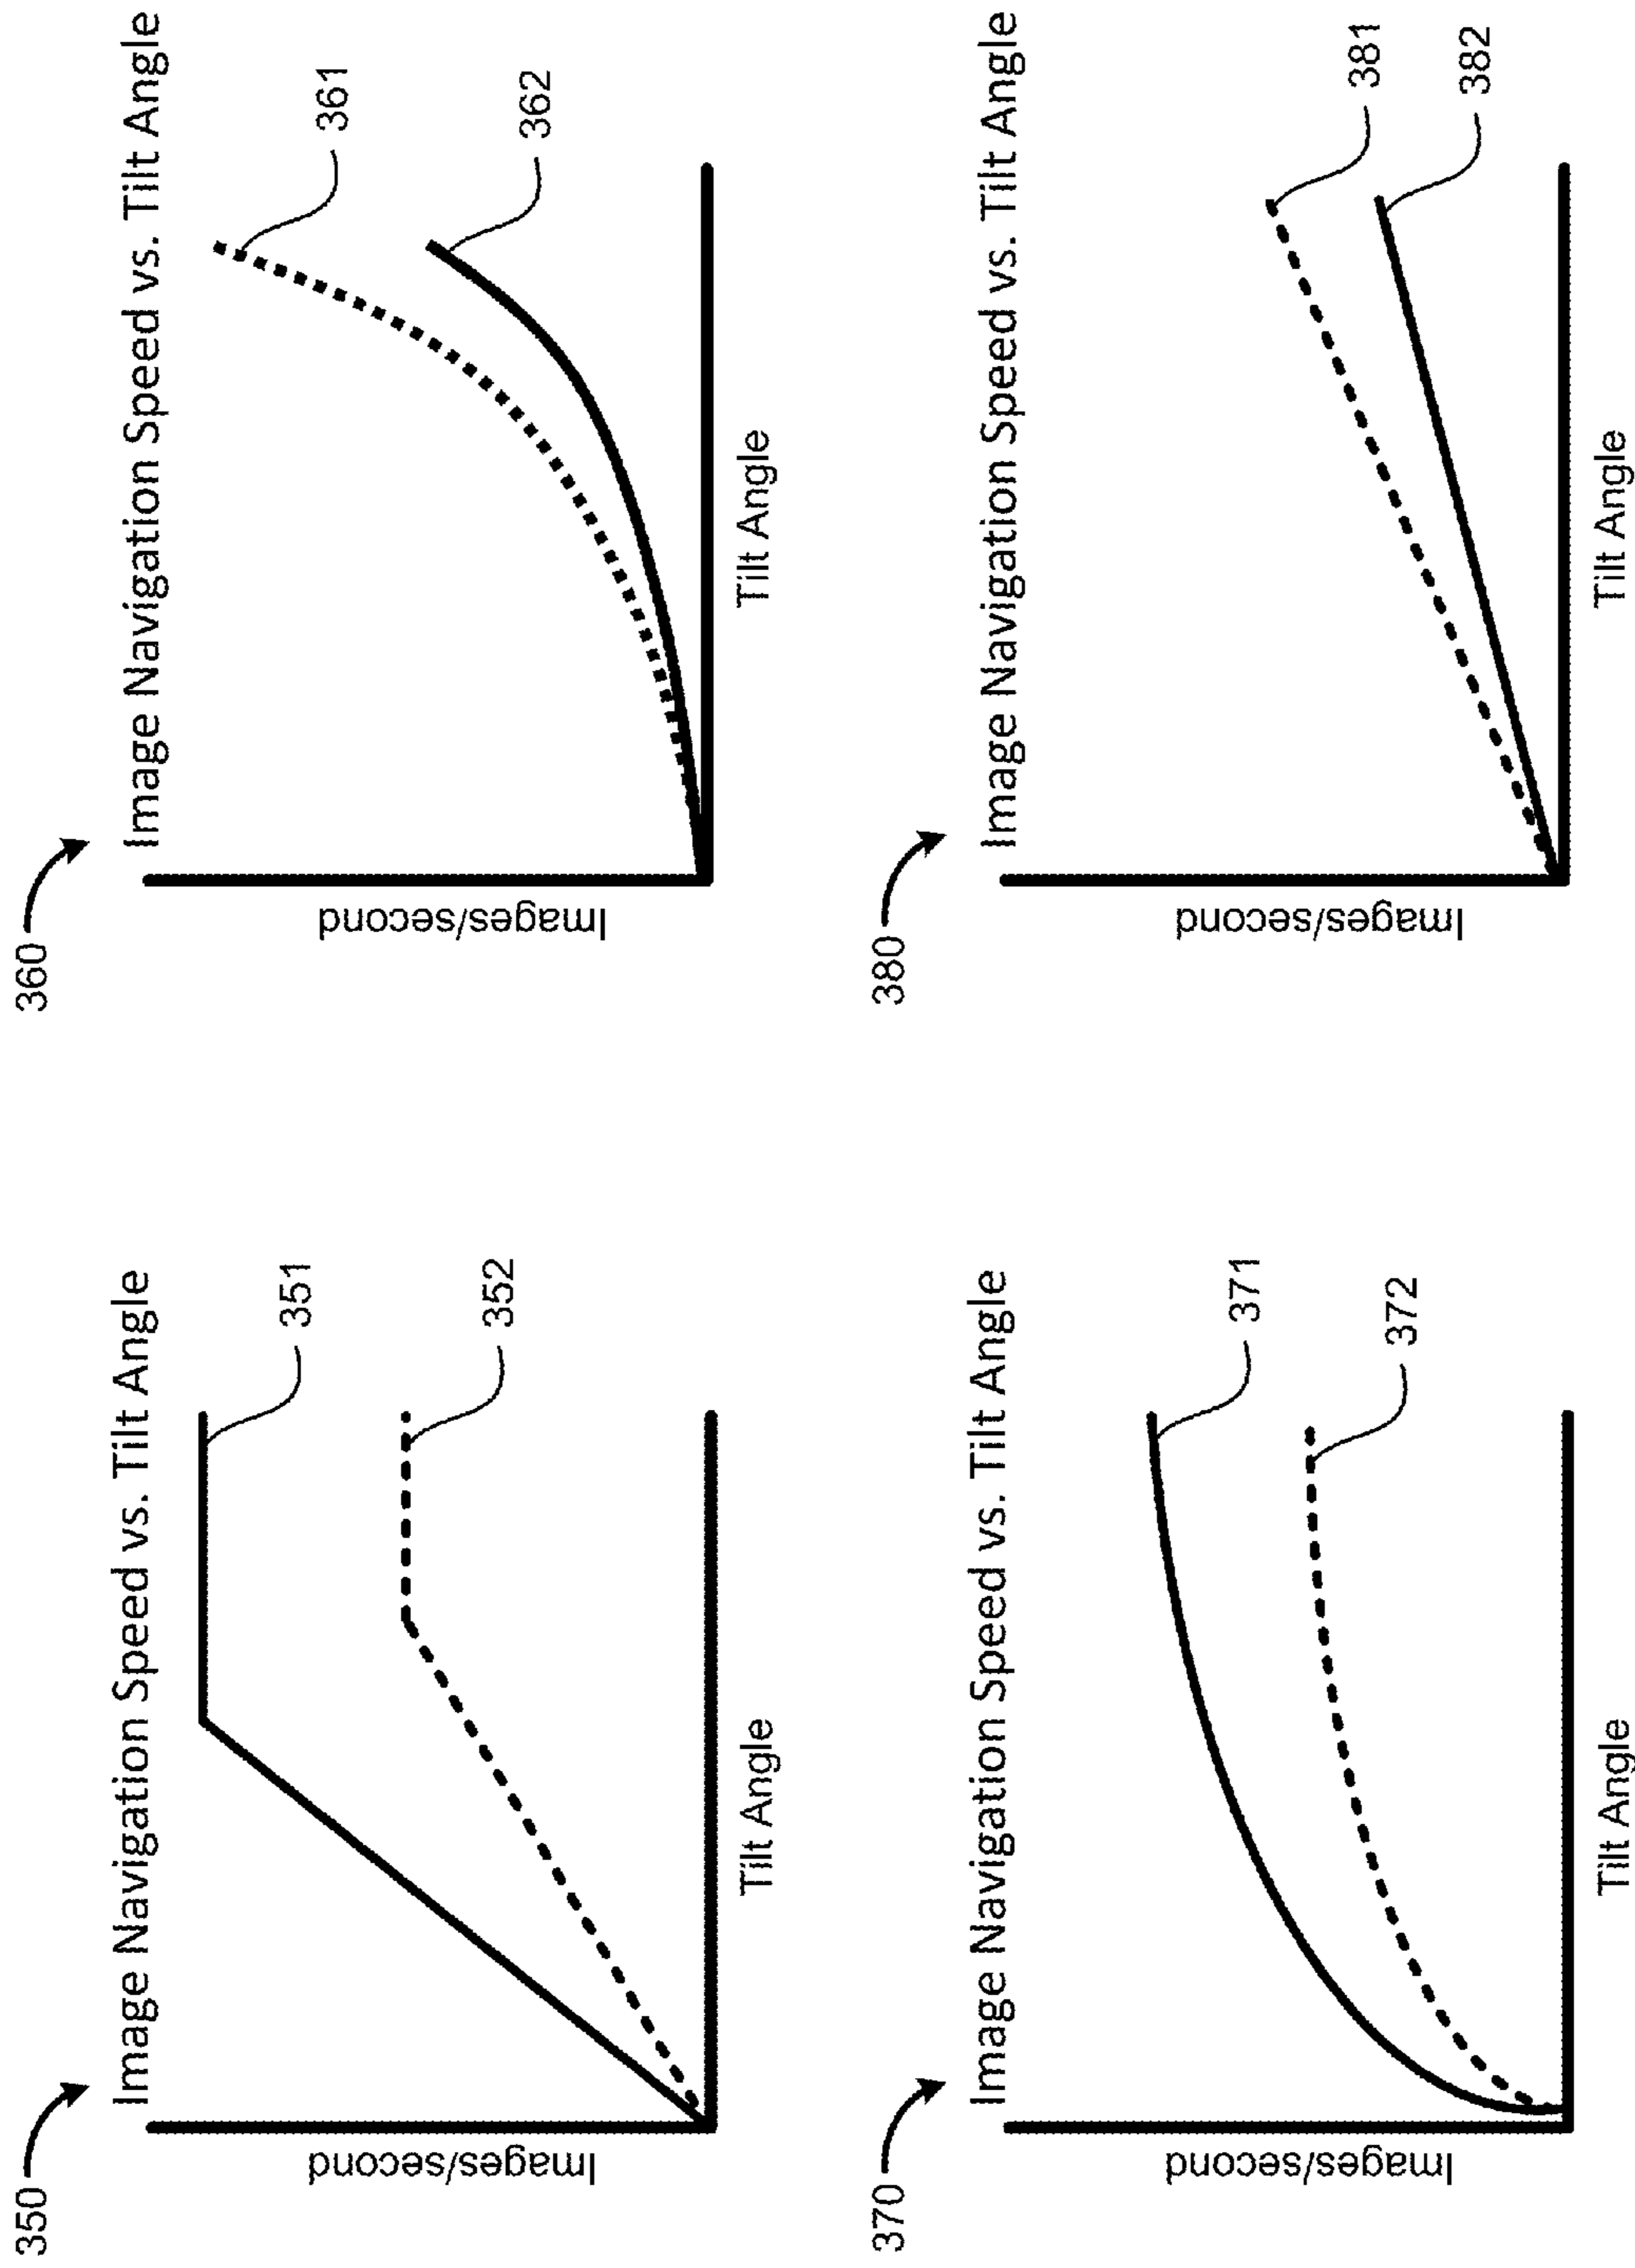 350
Image Navigation Speed vs. Tilt Angle
Images/second
351
352
Tilt Angle
360
Image Navigation Speed vs. Tilt Angle
Images/second
361
362
Tilt Angle
370
Image Navigation Speed vs. Tilt Angle
Images/second
371
372
Tilt Angle
380
Image Navigation Speed vs. Tilt Angle
Images/second
381
382
Tilt Angle